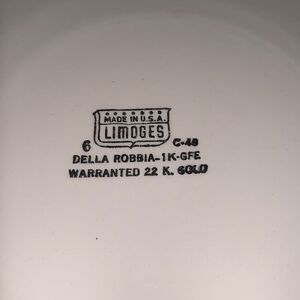 MADE IN U.S.A.
LIMOGES
6 C-48
DELLA ROBBIA-1K-GFE
WARRANTED 22 K. GOLD